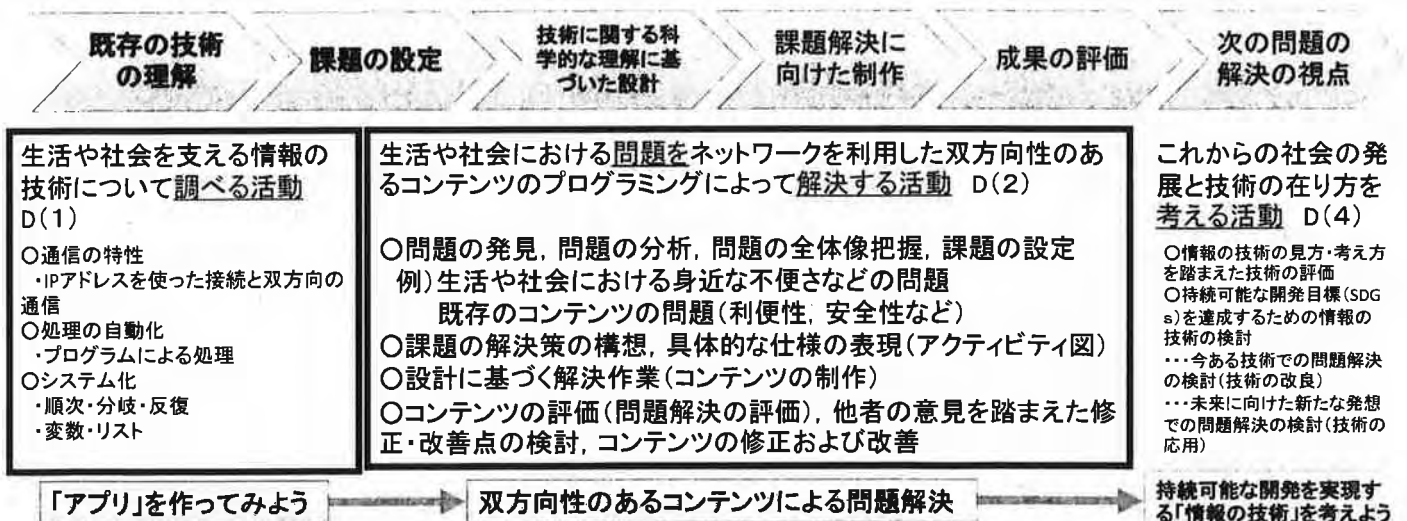 既存の技術
の理解
課題の設定
技術に関する科
学的な理解に基
づいた設計
課題解決に
向けた制作
成果の評価
次の問題の
解決の視点
生活や社会を支える情報の
技術について調べる活動
D(1)
○通信の特性
・IPアドレスを使った接続と双方向の
通信
○処理の自動化
・プログラムによる処理
○システム化
・順次・分岐・反復
・変数・リスト
生活や社会における問題をネットワークを利用した双方向性のあ
るコンテンツのプログラミングによって解決する活動 D(2)
○問題の発見,問題の分析,問題の全体像把握,課題の設定
例)生活や社会における身近な不便さなどの問題
既存のコンテンツの問題(利便性,安全性など)
○課題の解決策の構想,具体的な仕様の表現(アクティビティ図)
○設計に基づく解決作業(コンテンツの制作)
○コンテンツの評価(問題解決の評価),他者の意見を踏まえた修
正・改善点の検討,コンテンツの修正および改善
これからの社会の発
展と技術の在り方を
考える活動 D(4)
○情報の技術の見方・考え方
を踏まえた技術の評価
○持続可能な開発目標(SDG
s)を達成するための情報の
技術の検討
・・・今ある技術での問題解決
の検討(技術の改良)
・・・未来に向けた新たな発想
での問題解決の検討(技術の
応用)
「アプリ」を作ってみよう
双方向性のあるコンテンツによる問題解決
持続可能な開発を実現す
る「情報の技術」を考えよう